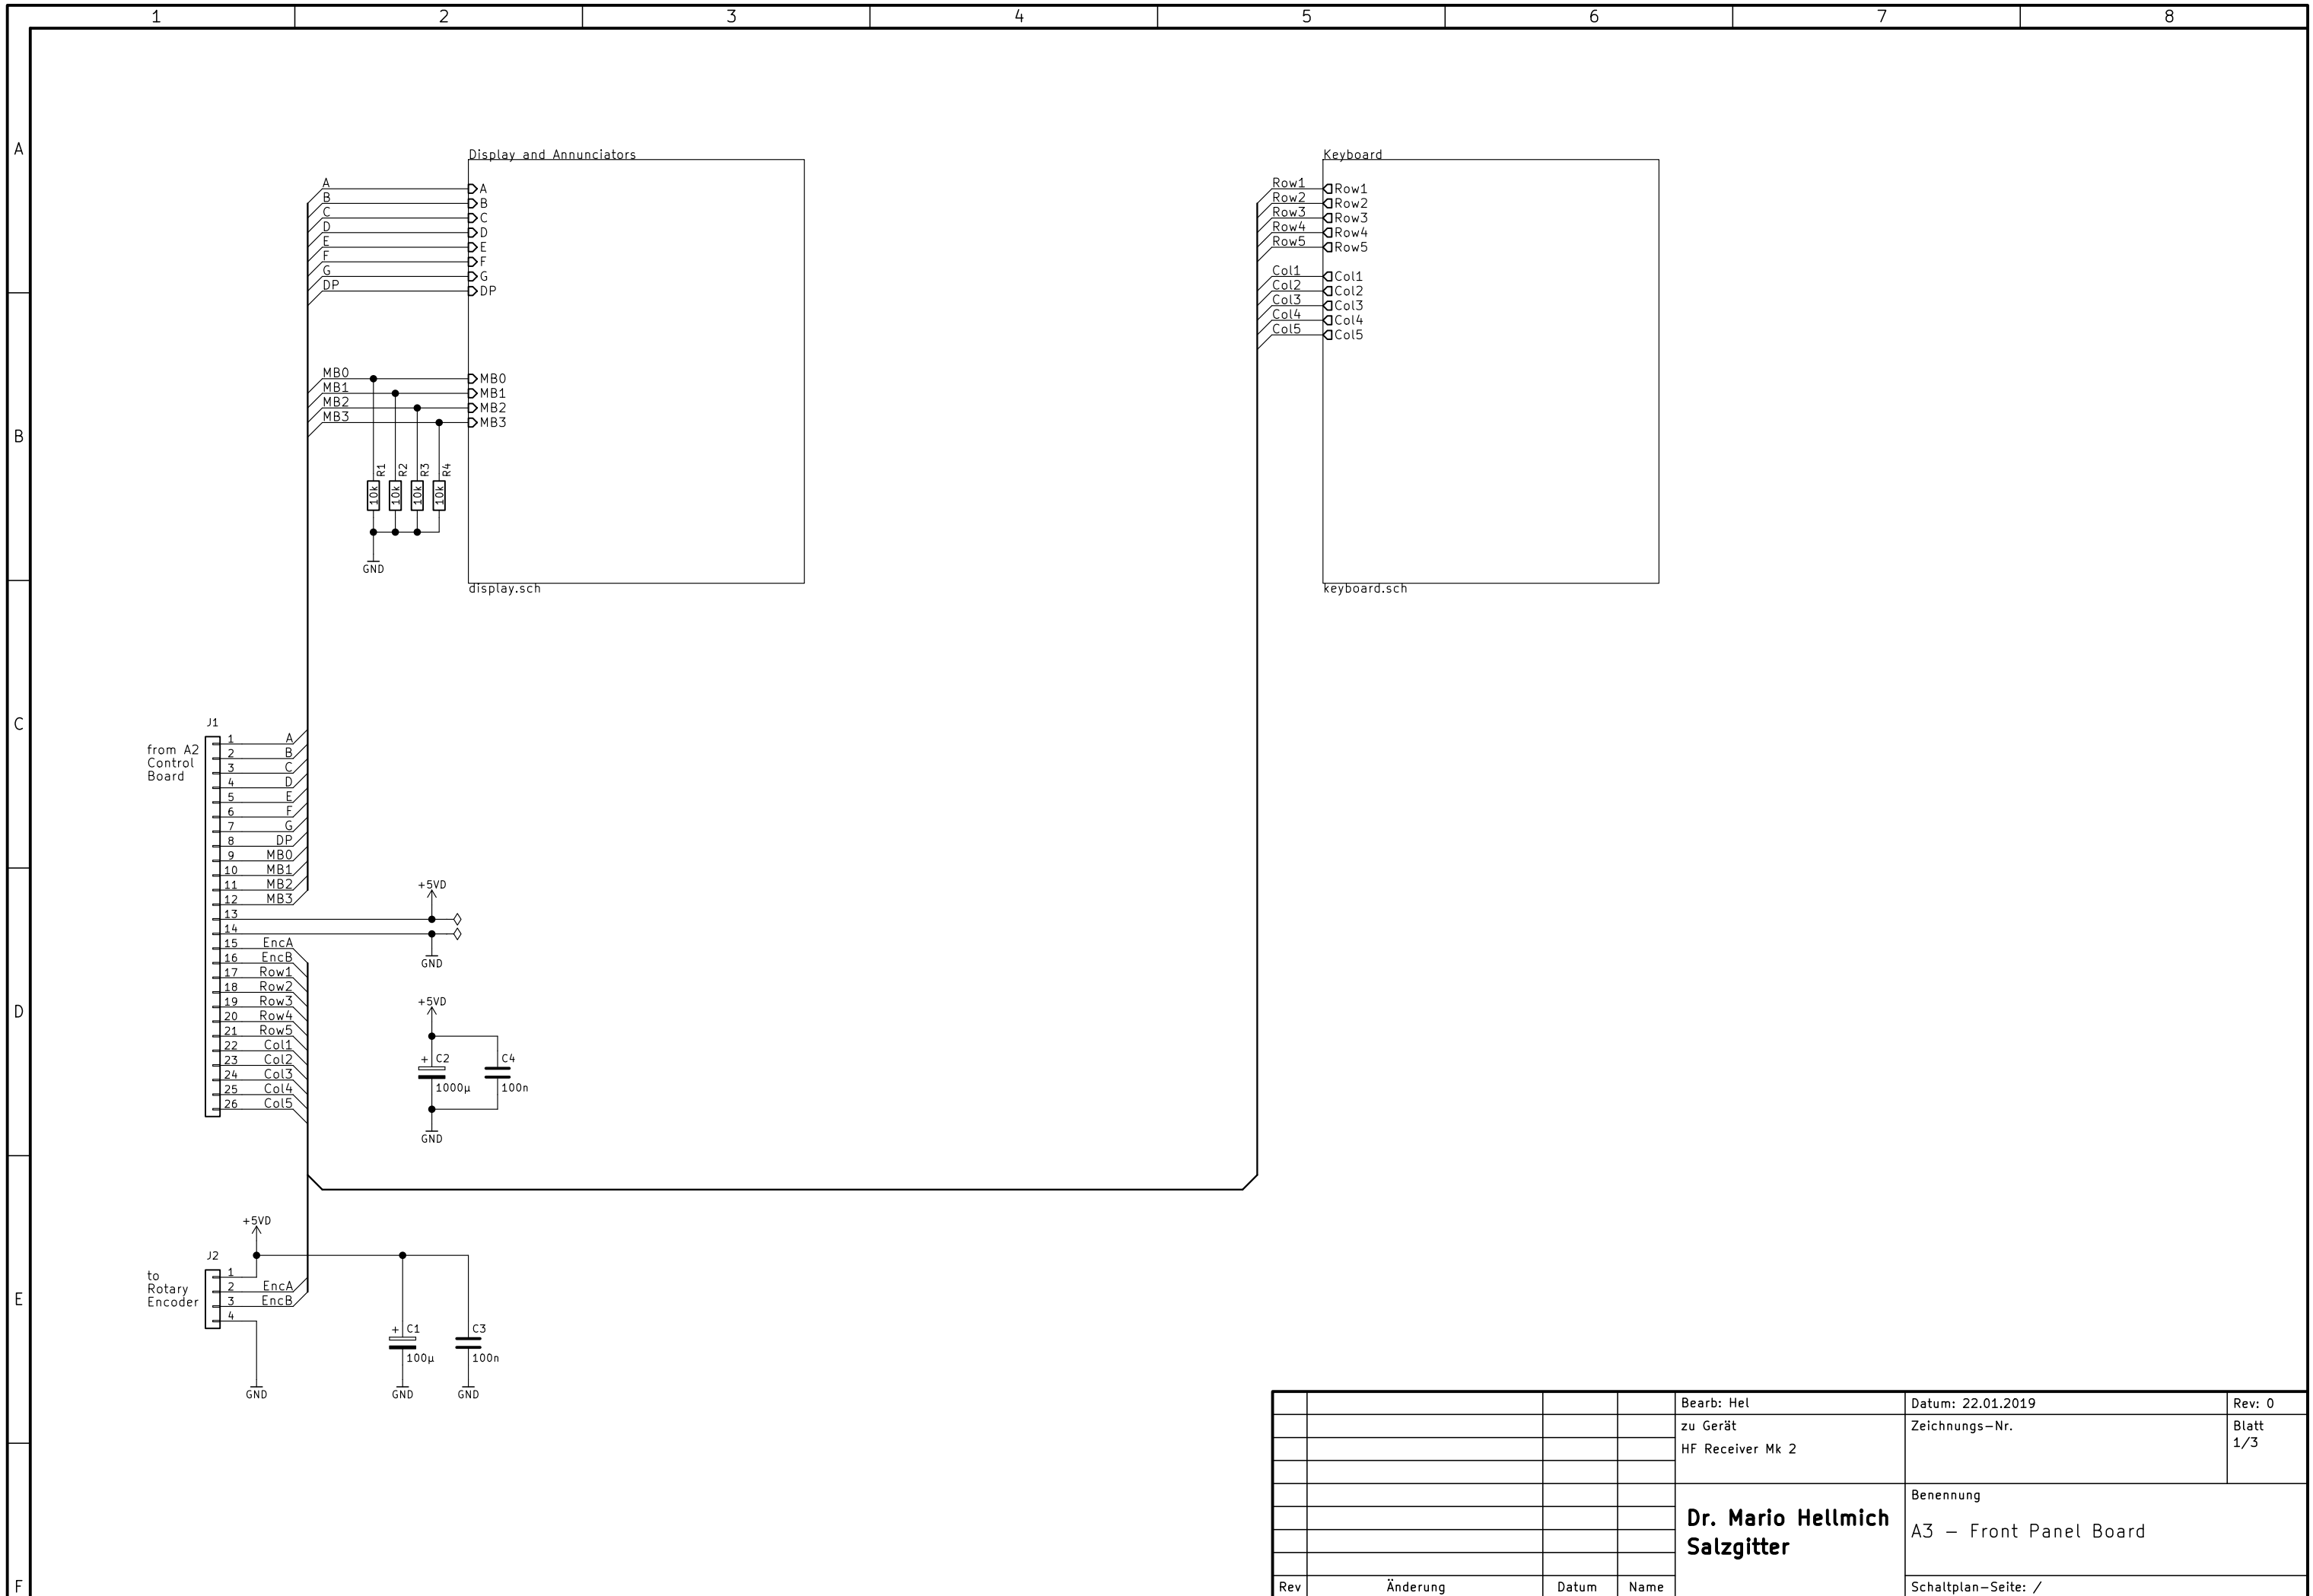 1 2 3 4 5 6 7 8
A
B
C
D
E
F
Display and Annunciators
A A
B B
C C
D D
E E
F F
G G
DP DP
MB0 MB0
MB1 MB1
MB2 MB2
MB3 MB3
R1 R2 R3 R4
10k 10k 10k 10k
GND
display.sch
Keyboard
Row1 Row1
Row2 Row2
Row3 Row3
Row4 Row4
Row5 Row5
Col1 Col1
Col2 Col2
Col3 Col3
Col4 Col4
Col5 Col5
keyboard.sch
J1
from A2
Control
Board
1 A
2 B
3 C
4 D
5 E
6 F
7 G
8 DP
9 MB0
10 MB1
11 MB2
12 MB3
13
14
15 EncA
16 EncB
17 Row1
18 Row2
19 Row3
20 Row4
21 Row5
22 Col1
23 Col2
24 Col3
25 Col4
26 Col5
+5VD
GND
+5VD
+ C2 C4
1000µ 100n
GND
+5VD
J2
to
Rotary
Encoder
1
2 EncA
3 EncB
4
+ C1 C3
100µ 100n
GND GND GND
Bearb: Hel Datum: 22.01.2019 Rev: 0
zu Gerät Zeichnungs-Nr. Blatt
HF Receiver Mk 2 1/3
Benennung
Dr. Mario Hellmich
Salzgitter
A3 – Front Panel Board
Rev Änderung Datum Name Schaltplan-Seite: /